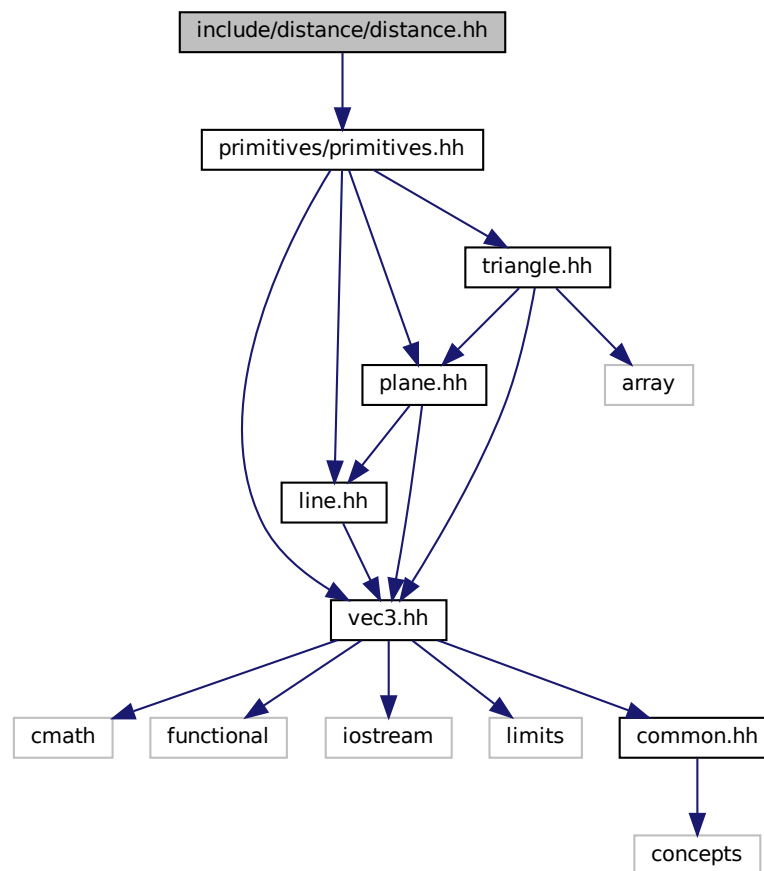 include/distance/distance.hh
primitives/primitives.hh
triangle.hh
plane.hh
array
line.hh
vec3.hh
cmath
functional
iostream
limits
common.hh
concepts